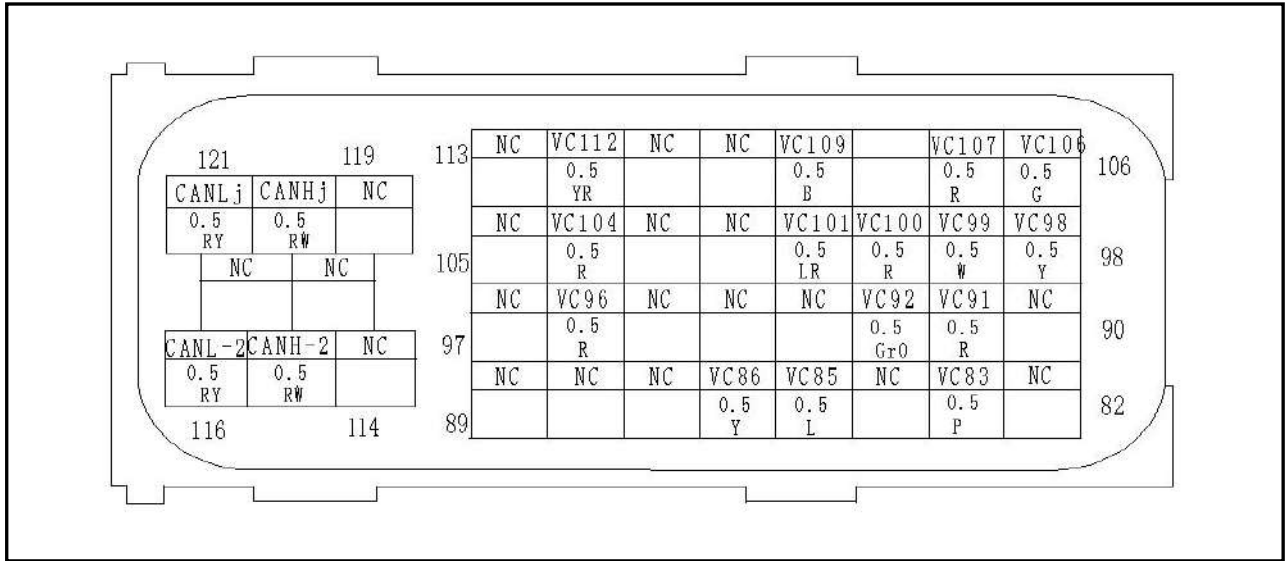 121 119
CANLj CANHj NC
0.5 0.5
RY RW
NC NC
CANL-2 CANH-2 NC
0.5 0.5
RY RW
116 114
113 NC VC112 NC NC VC109 VC107 VC106 106
0.5 0.5 0.5 0.5
YR B R G
105 NC VC104 NC NC VC101 VC100 VC99 VC98 98
0.5 0.5 0.5 0.5 0.5
R LR R W Y
97 NC VC96 NC NC NC VC92 VC91 NC 90
0.5 0.5 0.5
R GrO R
89 NC NC NC VC86 VC85 NC VC83 NC 82
0.5 0.5 0.5
Y L P